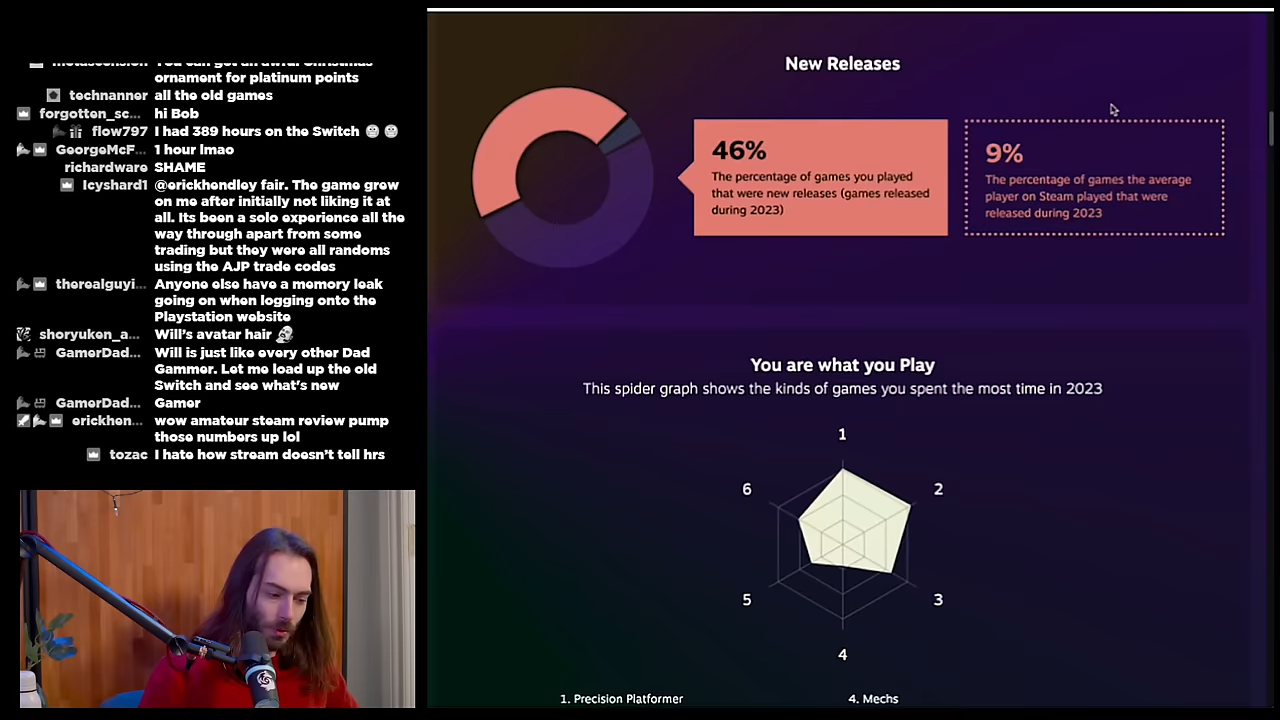 ornament for platinum points
technanner all the old games
forgotten_sc... hi Bob
flow797 I had 389 hours on the Switch
GeorgeMcF... 1 hour lmao
richardware SHAME
Icyshard1 @erickhendley fair. The game grew
on me after initially not liking it at
all. Its been a solo experience all the
way through apart from some
trading but they were all randoms
using the AJP trade codes
therealguyi... Anyone else have a memory leak
going on when logging onto the
Playstation website
shoryuken_a... Will's avatar hair
GamerDad... Will is just like every other Dad
Gammer. Let me load up the old
Switch and see what's new
GamerDad... Gamer
erickhen... wow amateur steam review pump
those numbers up lol
tozac I hate how stream doesn't tell hrs
New Releases
46%
The percentage of games you played
that were new releases (games released
during 2023)
9%
The percentage of games the average
player on Steam played that were
released during 2023
You are what you Play
This spider graph shows the kinds of games you spent the most time in 2023
1
6
2
5
3
4
1. Precision Platformer
4. Mechs